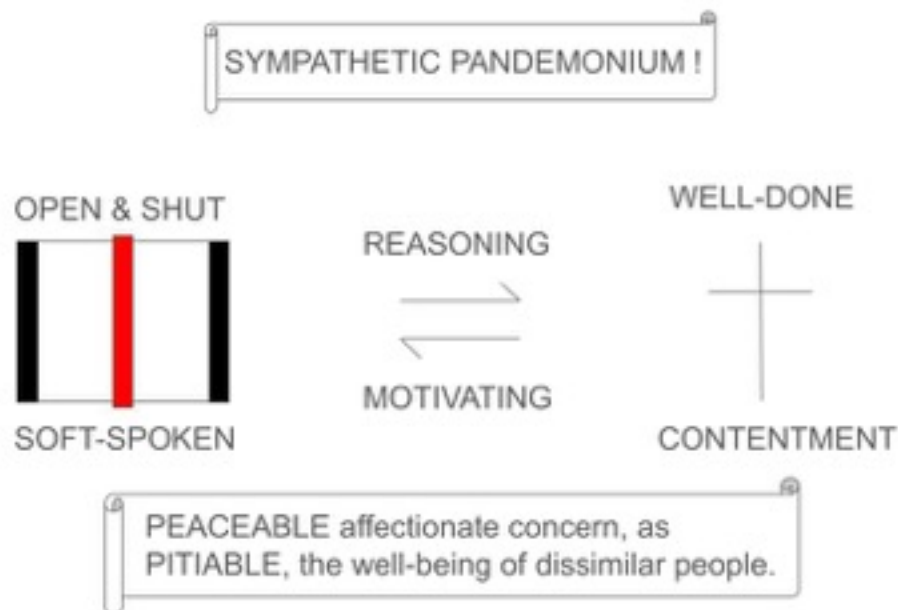 SYMPATHETIC PANDEMONIUM !
OPEN & SHUT
WELL-DONE
REASONING
MOTIVATING
SOFT-SPOKEN
CONTENTMENT
PEACEABLE affectionate concern, as
PITIABLE, the well-being of dissimilar people.